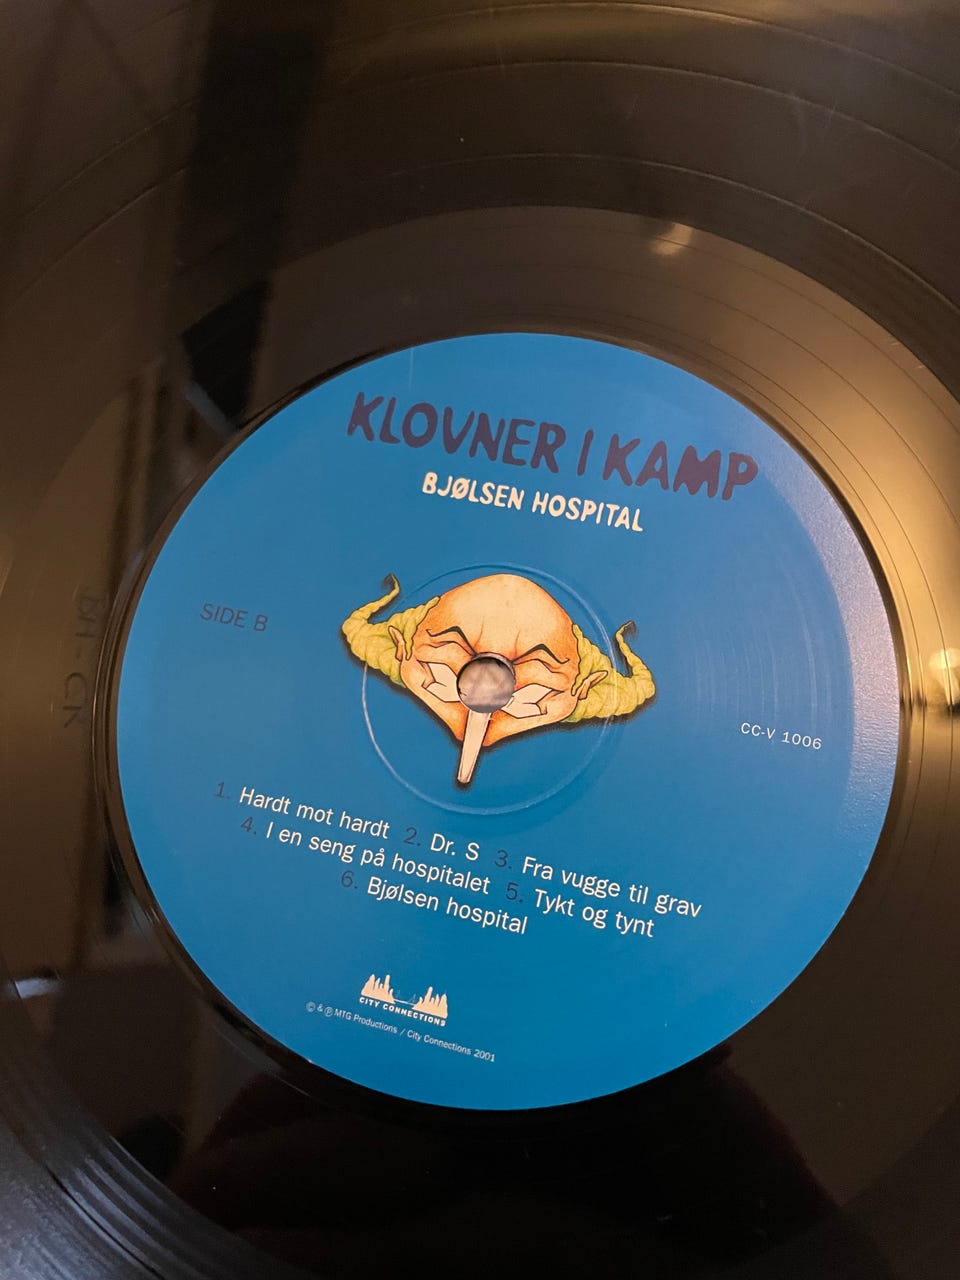 KLOVNER I KAMP
BJØLSEN HOSPITAL
SIDE B
CC-V 1006
1. Hardt mot hardt 2. Dr. S 3. Fra vugge til grav
4. I en seng på hospitalet 5. Tykt og tynt
6. Bjølsen hospital
CITY CONNECTIONS
© & ℗ MTG Productions / City Connections 2001